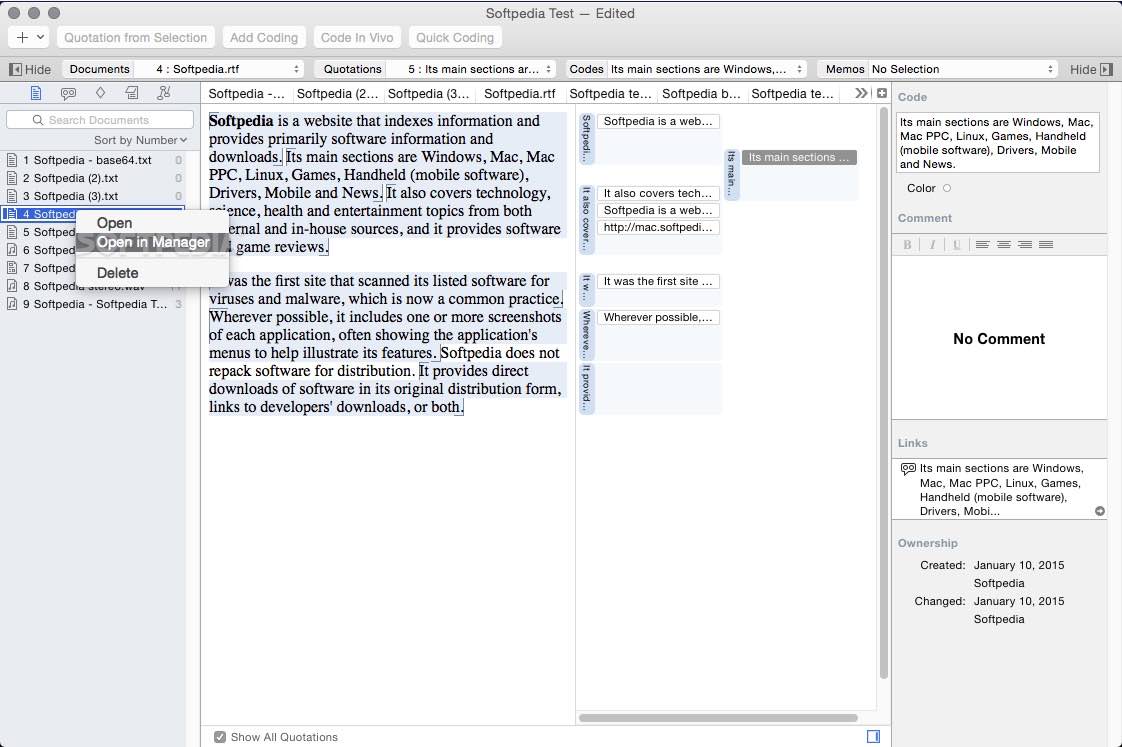 Softpedia Test — Edited
Quotation from Selection
Add Coding
Code In Vivo
Quick Coding
Hide
Documents
4 : Softpedia.rtf
Quotations
5 : Its main sections ar...
Codes
Its main sections are Windows,...
Memos
No Selection
Hide
Search Documents
Sort by Number
1 Softpedia - base64.txt 0
2 Softpedia (2).txt 0
3 Softpedia (3).txt 0
4 Softped
5 Softped
6 Softped
7 Softped
8 Softpedia stereo.wav
9 Softpedia - Softpedia T... 3
Open
Open in Manager
Delete
SOFTPEDIA
Softpedia -...
Softpedia (2...
Softpedia (3...
Softpedia.rtf
Softpedia te...
Softpedia b...
Softpedia te...
Softpedia is a website that indexes information and
provides primarily software information and
downloads. Its main sections are Windows, Mac, Mac
PPC, Linux, Games, Handheld (mobile software),
Drivers, Mobile and News. It also covers technology,
science, health and entertainment topics from both
ernal and in-house sources, and it provides software
game reviews.
was the first site that scanned its listed software for
viruses and malware, which is now a common practice.
Wherever possible, it includes one or more screenshots
of each application, often showing the application's
menus to help illustrate its features. Softpedia does not
repack software for distribution. It provides direct
downloads of software in its original distribution form,
links to developers' downloads, or both.
Show All Quotations
Softpedi...
Softpedia is a web...
Its main...
Its main sections ...
It also cover...
It also covers tech...
Softpedia is a web...
http://mac.softpedi...
It w...
It was the first site ...
Whereve...
Wherever possible,...
It provid...
Code
Its main sections are Windows, Mac,
Mac PPC, Linux, Games, Handheld
(mobile software), Drivers, Mobile
and News.
Color
Comment
B I U
No Comment
Links
Its main sections are Windows,
Mac, Mac PPC, Linux, Games,
Handheld (mobile software),
Drivers, Mobi...
Ownership
Created: January 10, 2015
Softpedia
Changed: January 10, 2015
Softpedia